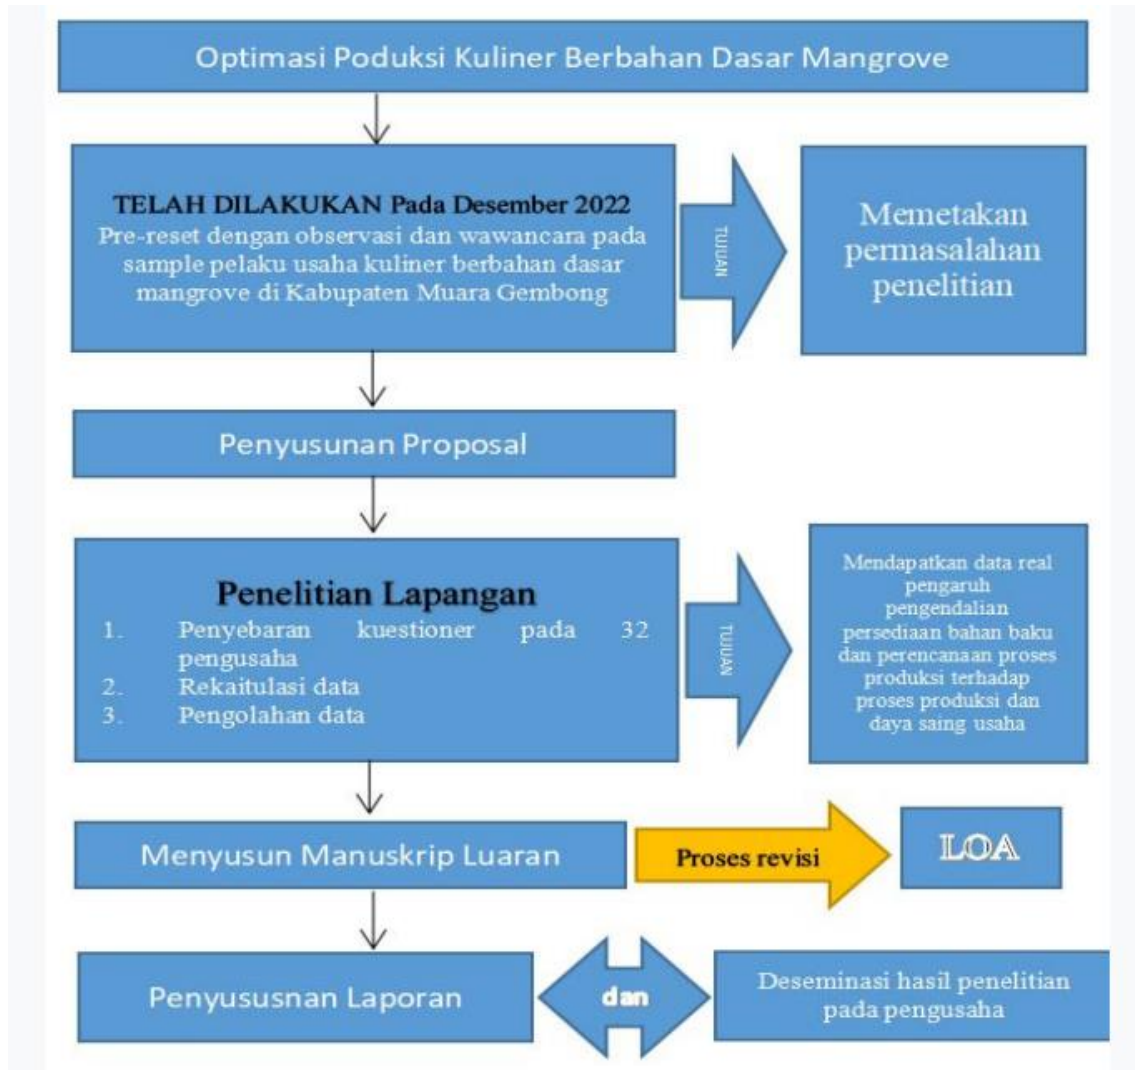 Optimasi Poduksi Kuliner Berbahan Dasar Mangrove
TELAH DILAKUKAN Pada Desember 2022
Pre-reset dengan observasi dan wawancara pada
sample pelaku usaha kuliner berbahan dasar
mangrove di Kabupaten Muara Gembong
TUJUAN
Memetakan
permasalahan
penelitian
Penyusunan Proposal
Penelitian Lapangan
1. Penyebaran kuestioner pada 32
pengusaha
2. Rekaitulasi data
3. Pengolahan data
TUJUAN
Mendapatkan data real
pengaruh
pengendalian
persediaan bahan baku
dan perencanaan proses
produksi terhadap
proses produksi dan
daya saing usaha
Menyusun Manuskrip Luaran
Proses revisi
LOA
Penyususnan Laporan
dan
Deseminasi hasil penelitian
pada pengusaha